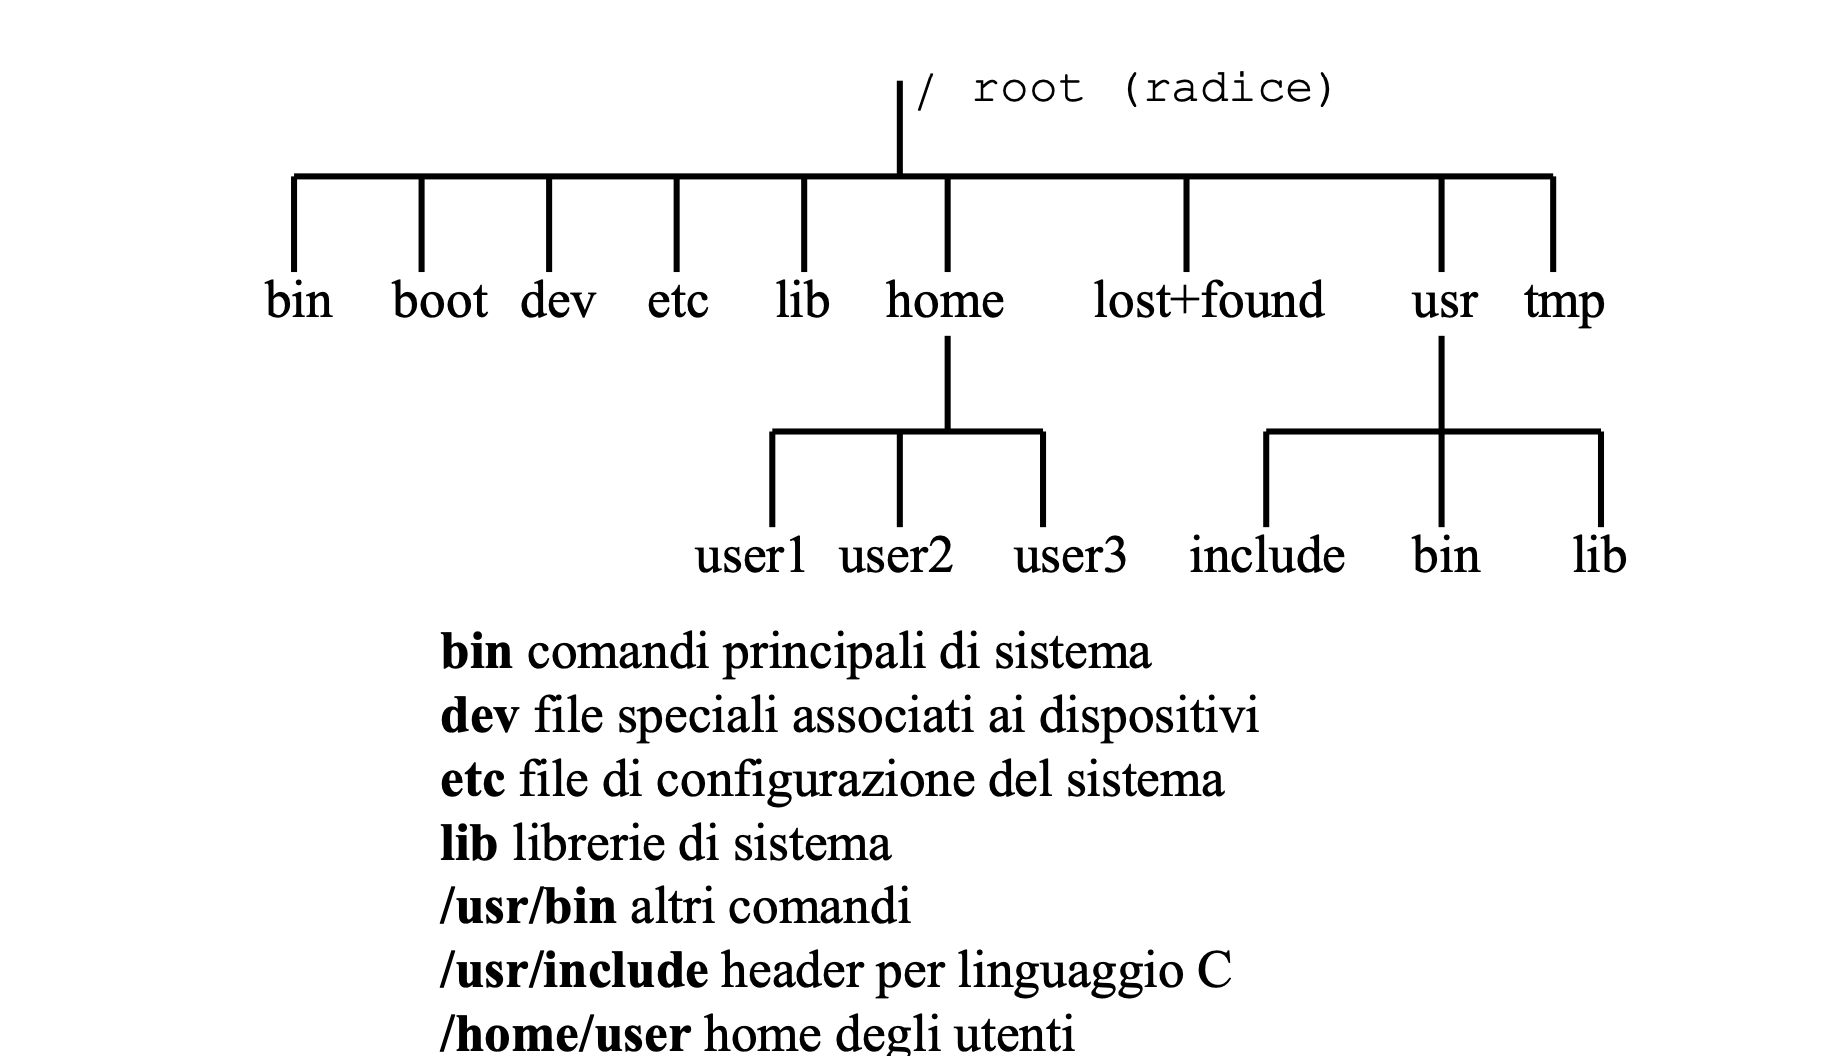 / root (radice)
bin boot dev etc lib home lost+found usr tmp
user1 user2 user3 include bin lib
bin comandi principali di sistema
dev file speciali associati ai dispositivi
etc file di configurazione del sistema
lib librerie di sistema
/usr/bin altri comandi
/usr/include header per linguaggio C
/home/user home degli utenti